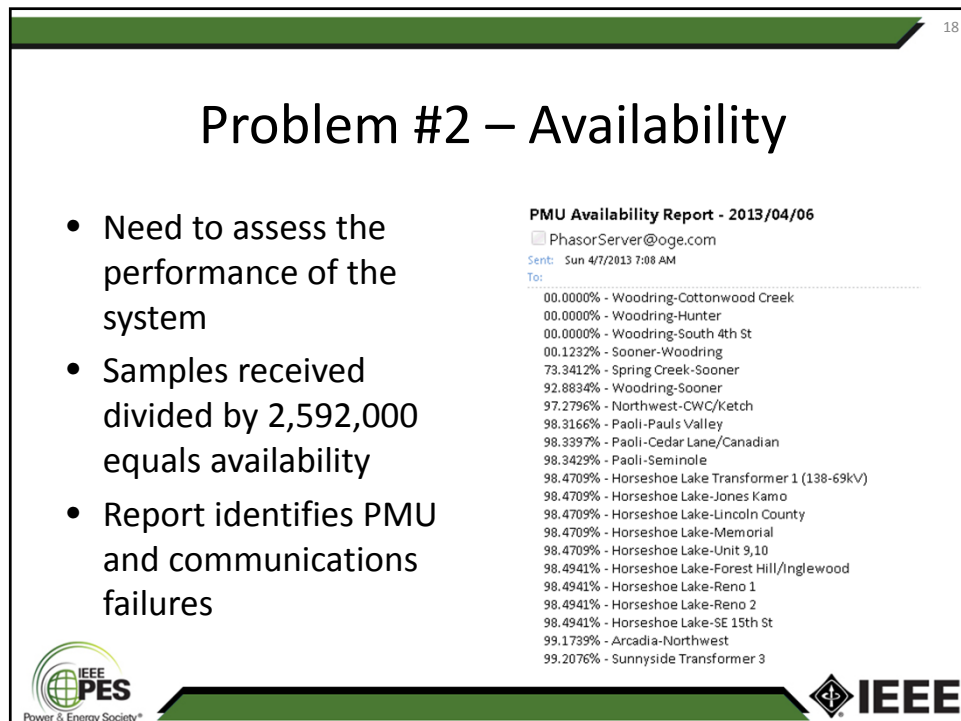 18
Problem #2 – Availability
• Need to assess the
performance of the
system
• Samples received
divided by 2,592,000
equals availability
• Report identifies PMU
and communications
failures
PMU Availability Report - 2013/04/06
PhasorServer@oge.com
Sent: Sun 4/7/2013 7:08 AM
To:
00.0000% - Woodring-Cottonwood Creek
00.0000% - Woodring-Hunter
00.0000% - Woodring-South 4th St
00.1232% - Sooner-Woodring
73.3412% - Spring Creek-Sooner
92.8834% - Woodring-Sooner
97.2796% - Northwest-CWC/Ketch
98.3166% - Paoli-Pauls Valley
98.3397% - Paoli-Cedar Lane/Canadian
98.3429% - Paoli-Seminole
98.4709% - Horseshoe Lake Transformer 1 (138-69kV)
98.4709% - Horseshoe Lake-Jones Kamo
98.4709% - Horseshoe Lake-Lincoln County
98.4709% - Horseshoe Lake-Memorial
98.4709% - Horseshoe Lake-Unit 9,10
98.4941% - Horseshoe Lake-Forest Hill/Inglewood
98.4941% - Horseshoe Lake-Reno 1
98.4941% - Horseshoe Lake-Reno 2
98.4941% - Horseshoe Lake-SE 15th St
99.1739% - Arcadia-Northwest
99.2076% - Sunnyside Transformer 3
IEEE
PES
Power & Energy Society®
IEEE